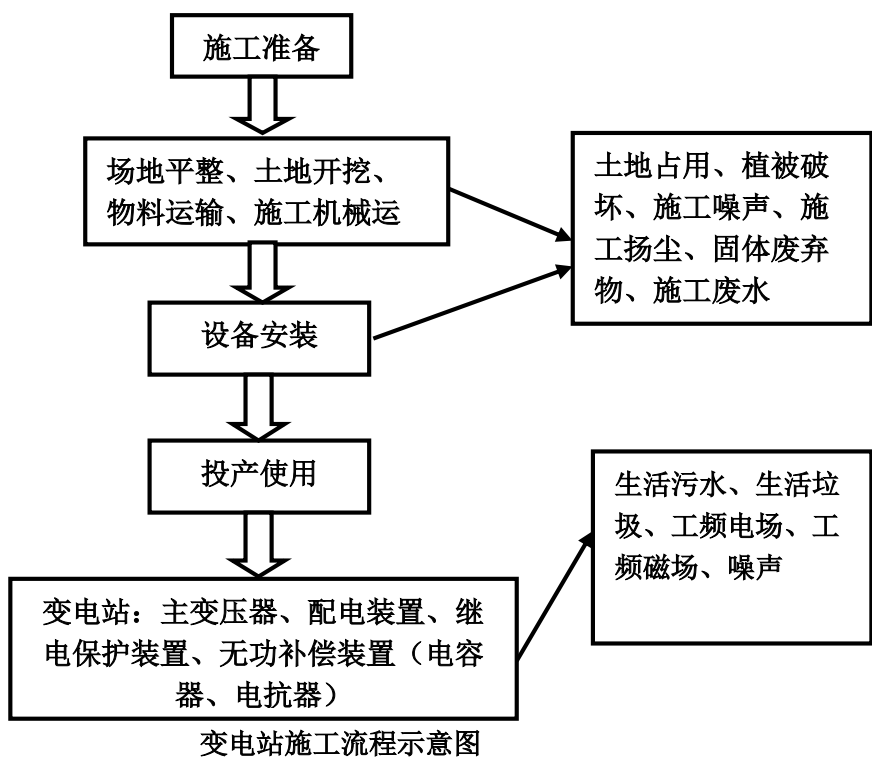 施工准备
场地平整、土地开挖、
物料运输、施工机械运
土地占用、植被破
坏、施工噪声、施
工扬尘、固体废弃
物、施工废水
设备安装
投产使用
生活污水、生活垃
圾、工频电场、工
频磁场、噪声
变电站：主变压器、配电装置、继
电保护装置、无功补偿装置（电容
器、电抗器）
变电站施工流程示意图